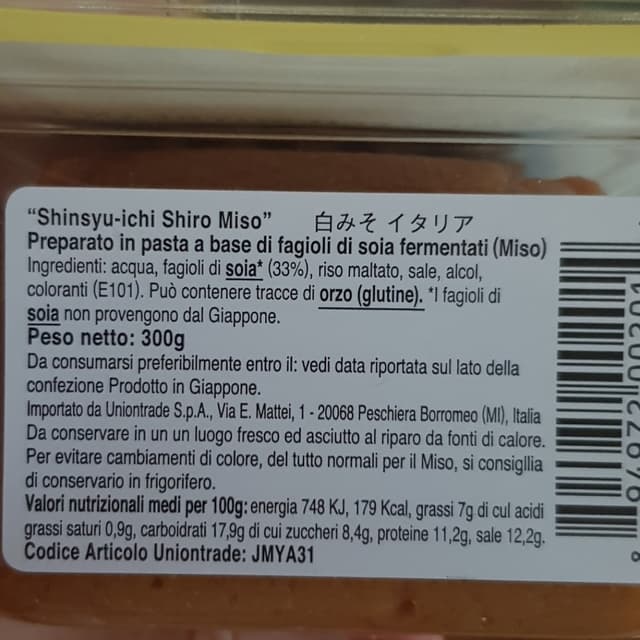 “Shinsyu-ichi Shiro Miso” 白みそ イタリア
Preparato in pasta a base di fagioli di soia fermentati (Miso)
Ingredienti: acqua, fagioli di soia* (33%), riso maltato, sale, alcol,
coloranti (E101). Può contenere tracce di orzo (glutine). *I fagioli di
soia non provengono dal Giappone.
Peso netto: 300g
Da consumarsi preferibilmente entro il: vedi data riportata sul lato della
confezione Prodotto in Giappone.
Importato da Uniontrade S.p.A., Via E. Mattei, 1 - 20068 Peschiera Borromeo (MI), Italia
Da conservare in un un luogo fresco ed asciutto al riparo da fonti di calore.
Per evitare cambiamenti di colore, del tutto normali per il Miso, si consigllia
di conservario in frigorifero.
Valori nutrizionali medi per 100g: energia 748 KJ, 179 Kcal, grassi 7g di cul acidi
grassi saturi 0,9g, carboidrati 17,9g di cui zuccheri 8,4g, proteine 11,2g, sale 12,2g.
Codice Articolo Uniontrade: JMYA31